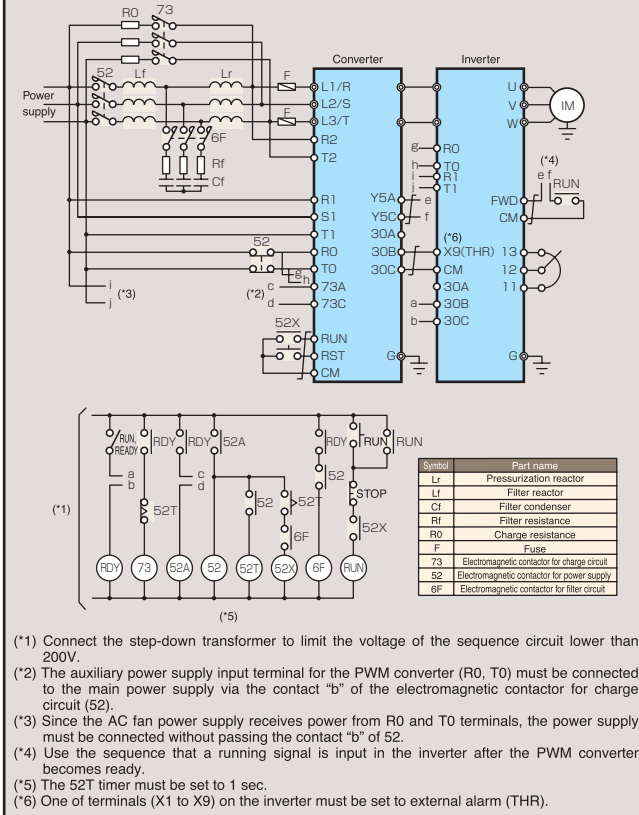 R0 73
52 Lf Lr F
Power supply
F
6F
Rf
Cf
Converter
L1/R
L2/S
L3/T
R2
T2
R1
S1
T1
R0
T0
73A
73C
RUN
RST
CM
Y5A
Y5C
30A
30B
30C
G
52
g
h
i
j
(*3)
(*2)
c
d
52X
e
f
Inverter
U
V
W
IM
g
h
i
j
R0
T0
R1
T1
(*4)
e f
RUN
FWD
CM
(*6)
X9(THR)
CM
30A
30B
30C
a
b
13
12
11
G
(*1)
RUN, READY
RDY
RDY
52A
RDY
RUN
RUN
a
b
c
d
52T
52
52T
52
STOP
6F
52X
RDY
73
52A
52
52T
52X
6F
RUN
(*5)
Symbol Part name
Lr Pressurization reactor
Lf Filter reactor
Cf Filter condenser
Rf Filter resistance
R0 Charge resistance
F Fuse
73 Electromagnetic contactor for charge circuit
52 Electromagnetic contactor for power supply
6F Electromagnetic contactor for filter circuit
(*1) Connect the step-down transformer to limit the voltage of the sequence circuit lower than
200V.
(*2) The auxiliary power supply input terminal for the PWM converter (R0, T0) must be connected
to the main power supply via the contact “b” of the electromagnetic contactor for charge
circuit (52).
(*3) Since the AC fan power supply receives power from R0 and T0 terminals, the power supply
must be connected without passing the contact “b” of 52.
(*4) Use the sequence that a running signal is input in the inverter after the PWM converter
becomes ready.
(*5) The 52T timer must be set to 1 sec.
(*6) One of terminals (X1 to X9) on the inverter must be set to external alarm (THR).